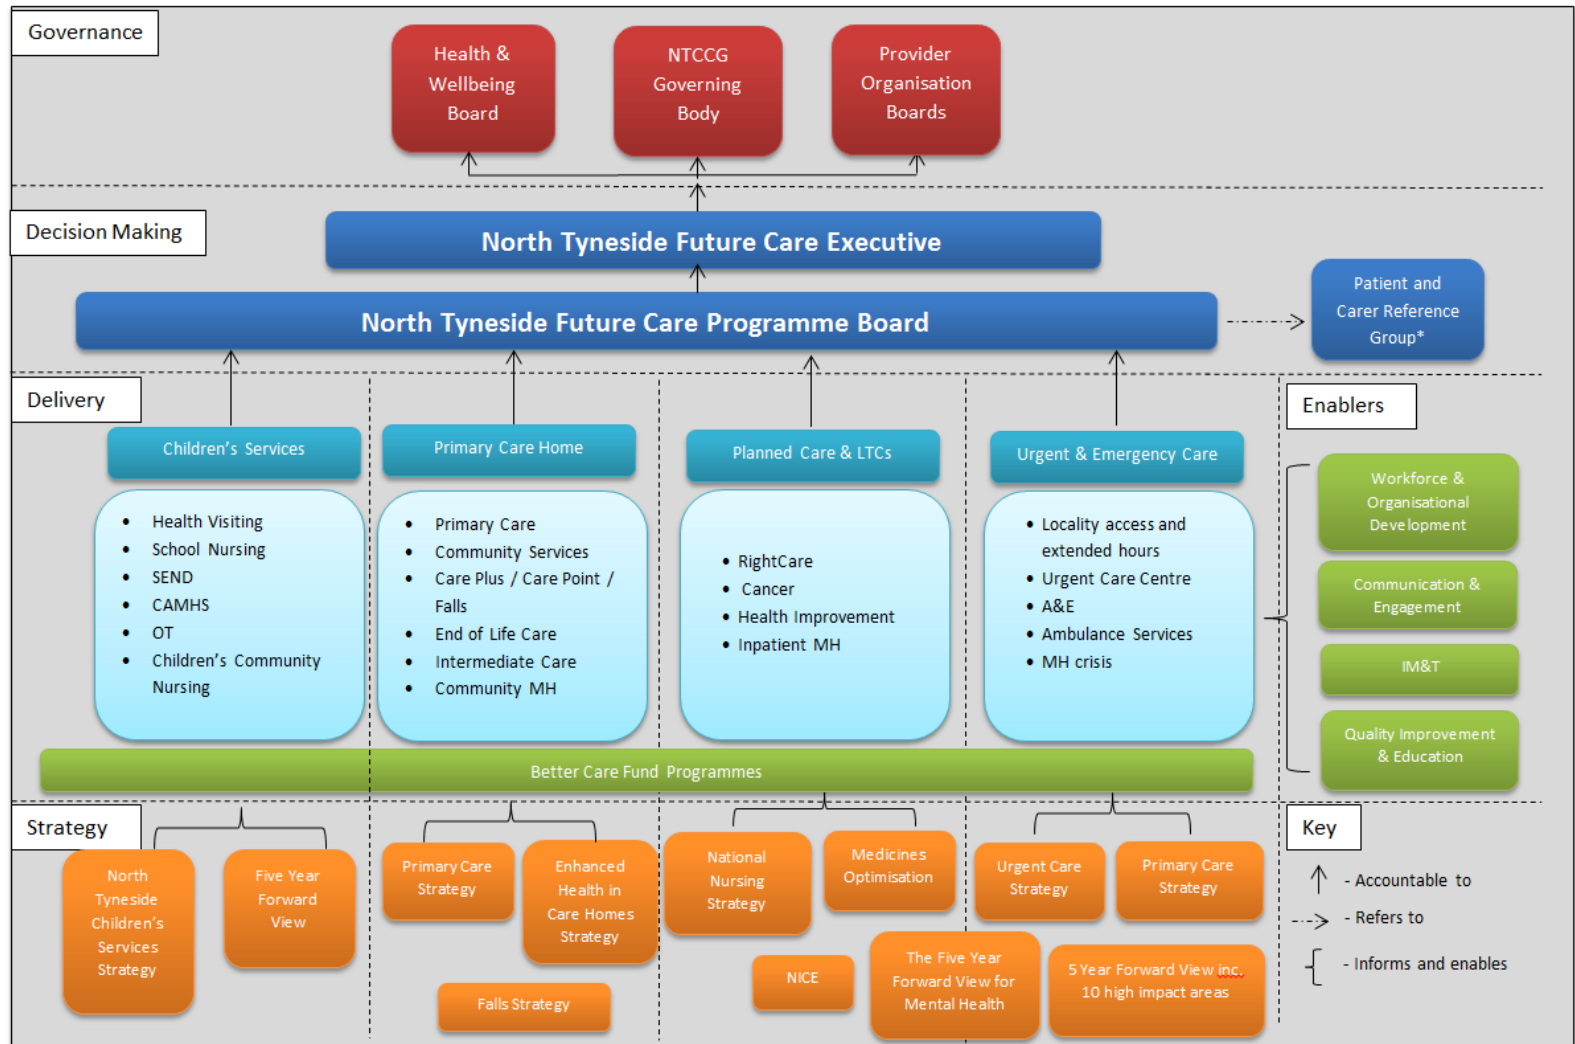 Governance
Health &
Wellbeing
Board
NTCCG
Governing
Body
Provider
Organisation
Boards
Decision Making
North Tyneside Future Care Executive
North Tyneside Future Care Programme Board
Patient and
Carer Reference
Group*
Delivery
Enablers
Children’s Services
Health Visiting
School Nursing
SEND
CAMHS
OT
Children’s Community
Nursing
Primary Care Home
Primary Care
Community Services
Care Plus / Care Point /
Falls
End of Life Care
Intermediate Care
Community MH
Planned Care & LTCs
RightCare
Cancer
Health Improvement
Inpatient MH
Urgent & Emergency Care
Locality access and
extended hours
Urgent Care Centre
A&E
Ambulance Services
MH crisis
Workforce &
Organisational
Development
Communication &
Engagement
IM&T
Quality Improvement
& Education
Better Care Fund Programmes
Strategy
North
Tyneside
Children’s
Services
Strategy
Five Year
Forward
View
Primary Care
Strategy
Enhanced
Health in
Care Homes
Strategy
Falls Strategy
National
Nursing
Strategy
Medicines
Optimisation
NICE
The Five Year
Forward View for
Mental Health
Urgent Care
Strategy
Primary Care
Strategy
5 Year Forward View inc.
10 high impact areas
Key
- Accountable to
- Refers to
- Informs and enables